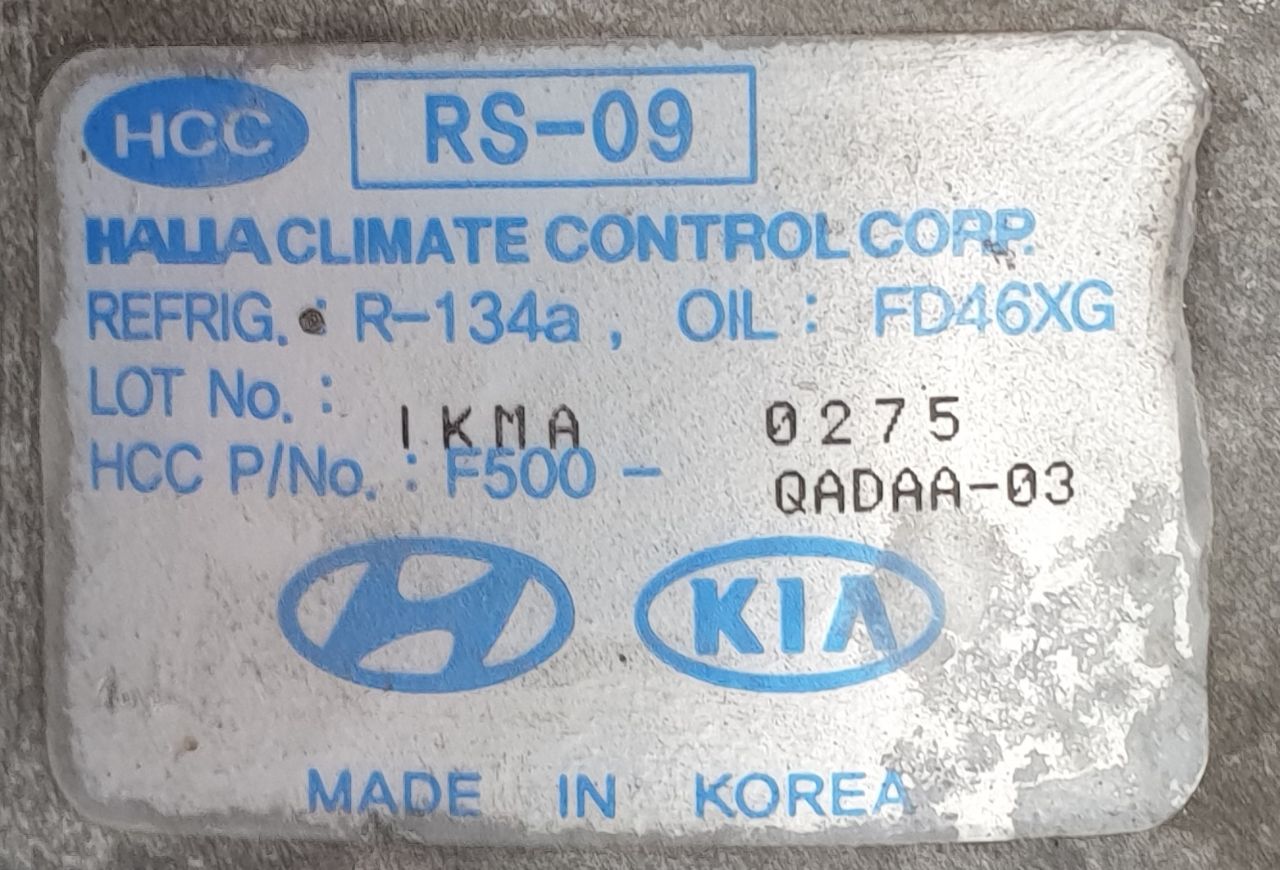 HCC RS-09
HALLA CLIMATE CONTROL CORP.
REFRIG. : R-134a , OIL : FD46XG
LOT No. : 1KMA 0275
HCC P/No. : F500 - QADAA-03
KIA
MADE IN KOREA